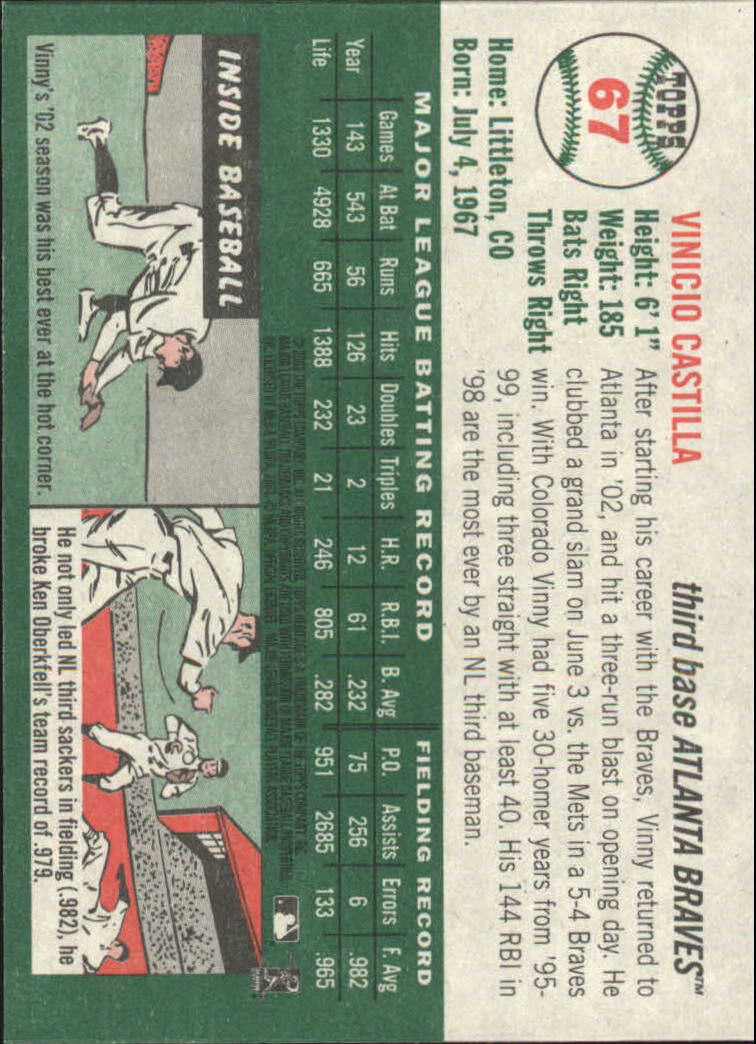 TOPPS
67
VINICIO CASTILLA
third base ATLANTA BRAVES™
Height: 6' 1"
Weight: 185
Bats Right
Throws Right
Home: Littleton, CO
Born: July 4, 1967
After starting his career with the Braves, Vinny returned to
Atlanta in '02, and hit a three-run blast on opening day. He
clubbed a grand slam on June 3 vs. the Mets in a 5-4 Braves
win. With Colorado Vinny had five 30-homer years from '95-
99, including three straight with at least 40. His 144 RBI in
'98 are the most ever by an NL third baseman.
MAJOR LEAGUE BATTING RECORD
FIELDING RECORD
Games At Bat Runs Hits Doubles Triples H.R. R.B.I. B. Avg P.O. Assists Errors F. Avg
Year 143 543 56 126 23 2 12 61 .232 75 256 6 .982
Life 1330 4928 665 1388 232 21 246 805 .282 951 2685 133 .965
INSIDE BASEBALL
Vinny's '02 season was his best ever at the hot corner.
He not only led NL third sackers in fielding (.982), he
broke Ken Oberkfell's team record of .979.